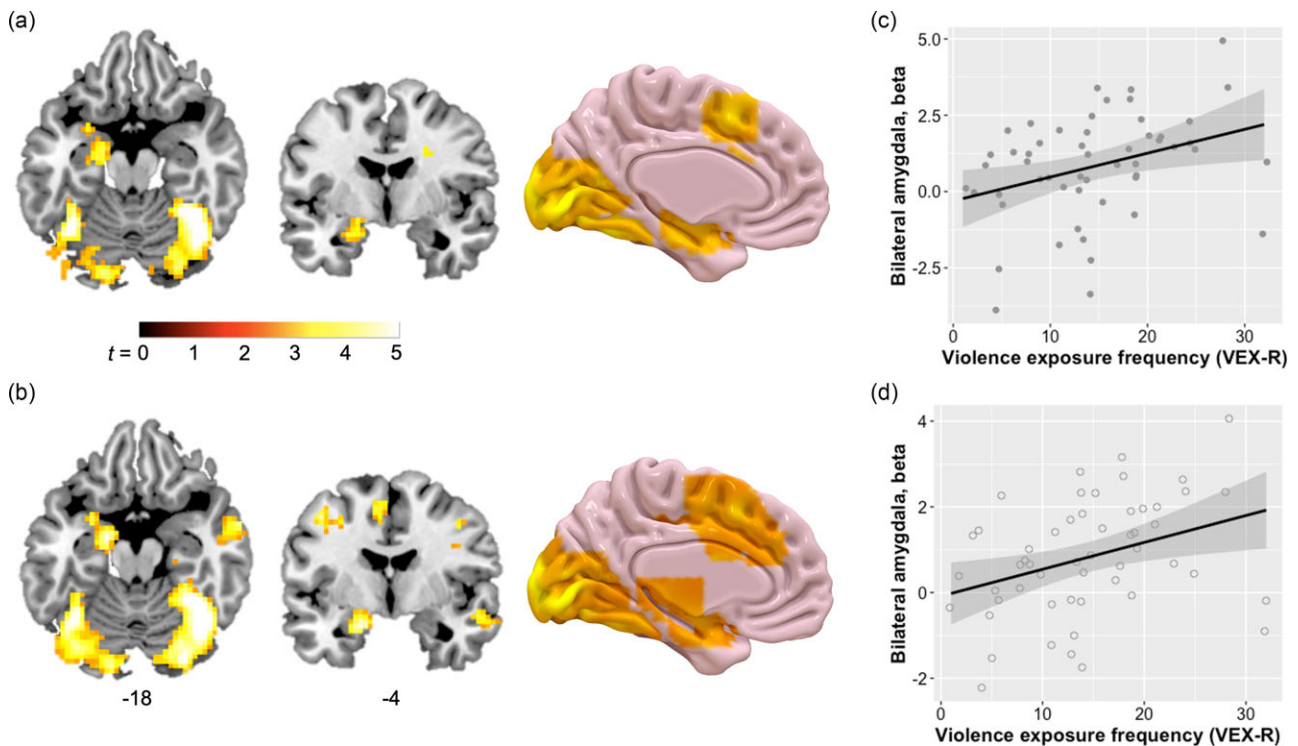 (a)
t = 0 1 2 3 4 5
(b)
-18 -4
(c)
Bilateral amygdala, beta
5.0
2.5
0.0
-2.5
0 10 20 30
Violence exposure frequency (VEX-R)
(d)
Bilateral amygdala, beta
4
2
0
-2
0 10 20 30
Violence exposure frequency (VEX-R)